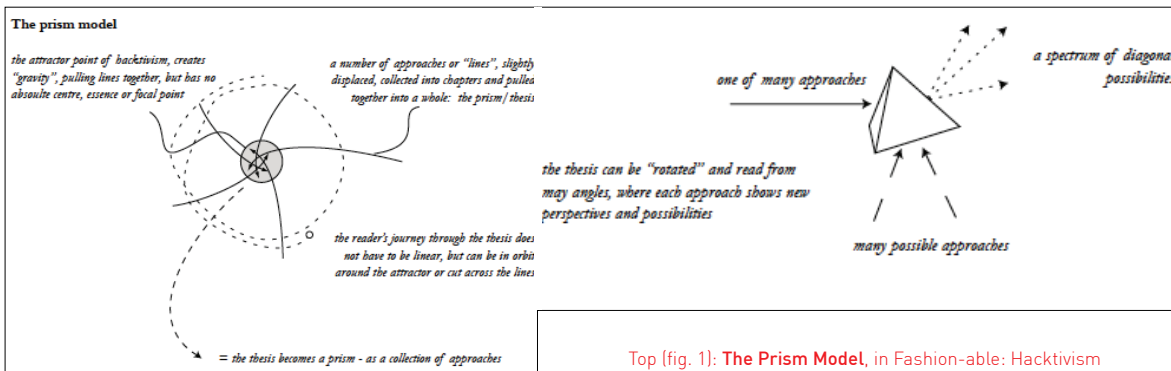 The prism model
the attractor point of hacktivism, creates
"gravity", pulling lines together, but has no
absoulte centre, essence or focal point
a number of approaches or "lines", slightly
displaced, collected into chapters and pulled
together into a whole: the prism/thesis
the reader's journey through the thesis does
not have to be linear, but can be in orbit
around the attractor or cut across the lines
= the thesis becomes a prism - as a collection of approaches
one of many approaches
a spectrum of diagonal
possibilities
the thesis can be "rotated" and read from
may angles, where each approach shows new
perspectives and possibilities
many possible approaches
Top (fig. 1): The Prism Model, in Fashion-able: Hacktivism